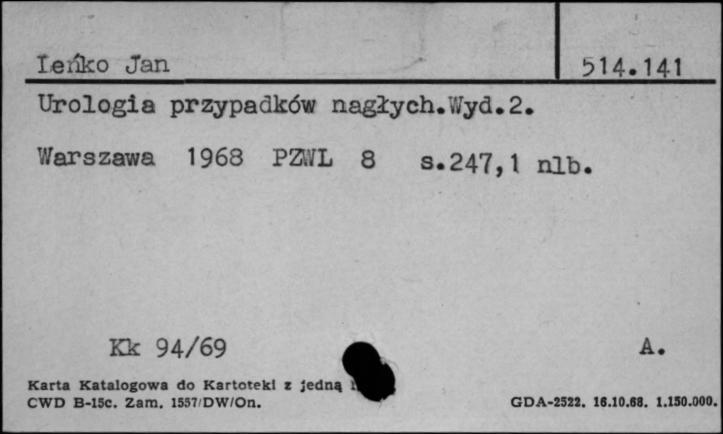 Leńko Jan 514.141
Urologia przypadków nagłych.Wyd.2.
Warszawa 1968 PZWL 8 s.247,1 nlb.
Kk 94/69 A.
Karta Katalogowa do Kartoteki z jedną
CWD B-15c. Zam. 1557/DW/On. GDA-2522. 16.10.68. 1.150.000.